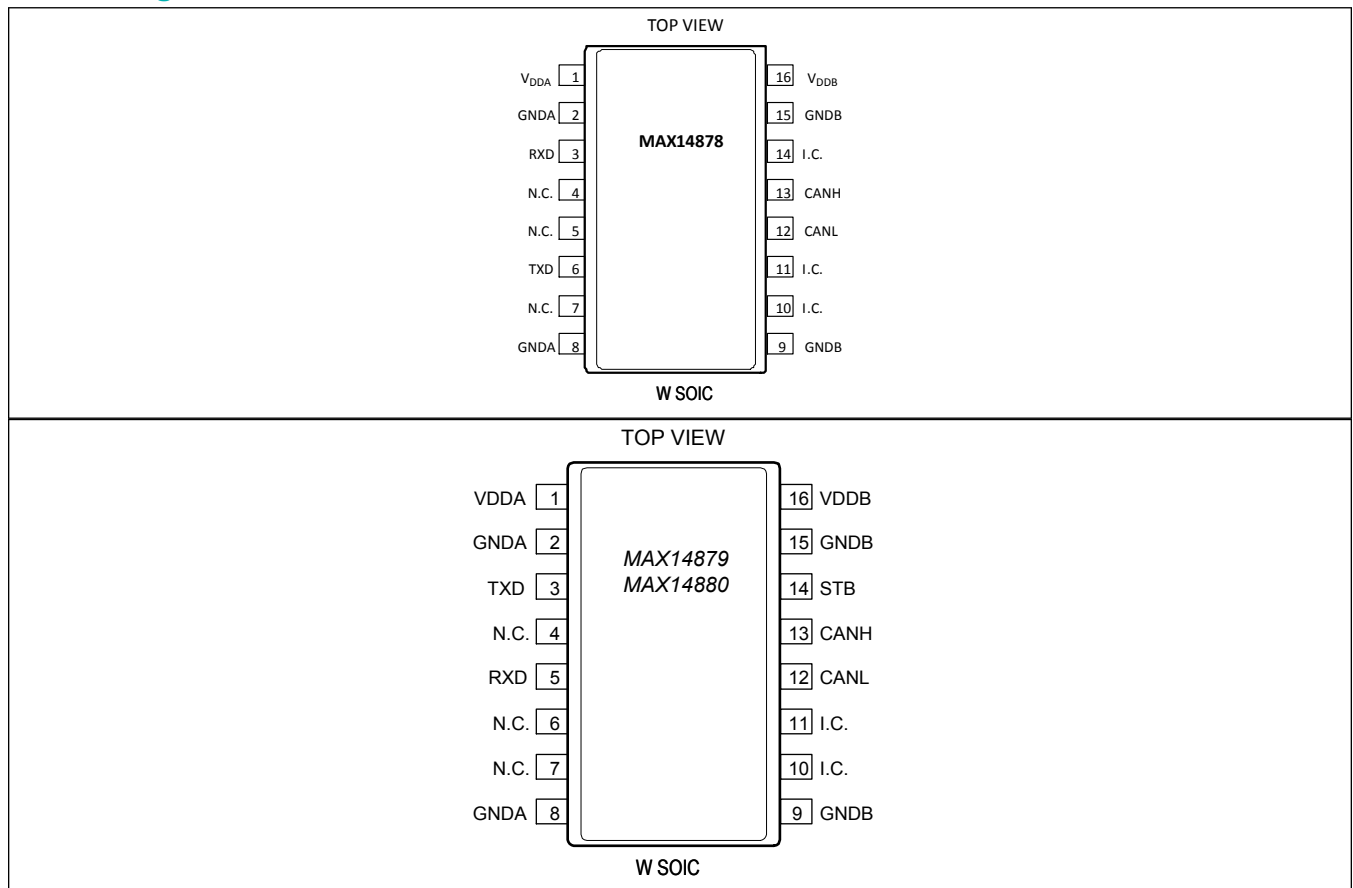 TOP VIEW
VDDA 1 16 VDDB
GNDA 2 15 GNDB
MAX14878
RXD 3 14 I.C.
N.C. 4 13 CANH
N.C. 5 12 CANL
TXD 6 11 I.C.
N.C. 7 10 I.C.
GNDA 8 9 GNDB
W SOIC
TOP VIEW
VDDA 1 16 VDDB
GNDA 2 15 GNDB
MAX14879
TXD 3 MAX14880 14 STB
N.C. 4 13 CANH
RXD 5 12 CANL
N.C. 6 11 I.C.
N.C. 7 10 I.C.
GNDA 8 9 GNDB
W SOIC